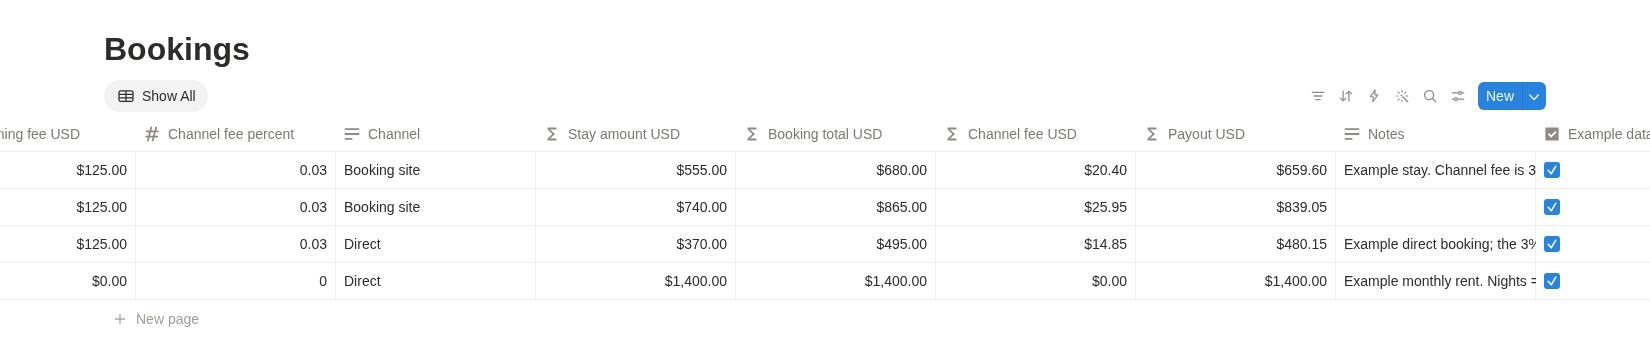 Bookings
Show All
New
ning fee USD Channel fee percent Channel Stay amount USD Booking total USD Channel fee USD Payout USD Notes Example data
$125.00 0.03 Booking site $555.00 $680.00 $20.40 $659.60 Example stay. Channel fee is 3
$125.00 0.03 Booking site $740.00 $865.00 $25.95 $839.05
$125.00 0.03 Direct $370.00 $495.00 $14.85 $480.15 Example direct booking; the 3%
$0.00 0 Direct $1,400.00 $1,400.00 $0.00 $1,400.00 Example monthly rent. Nights =
New page